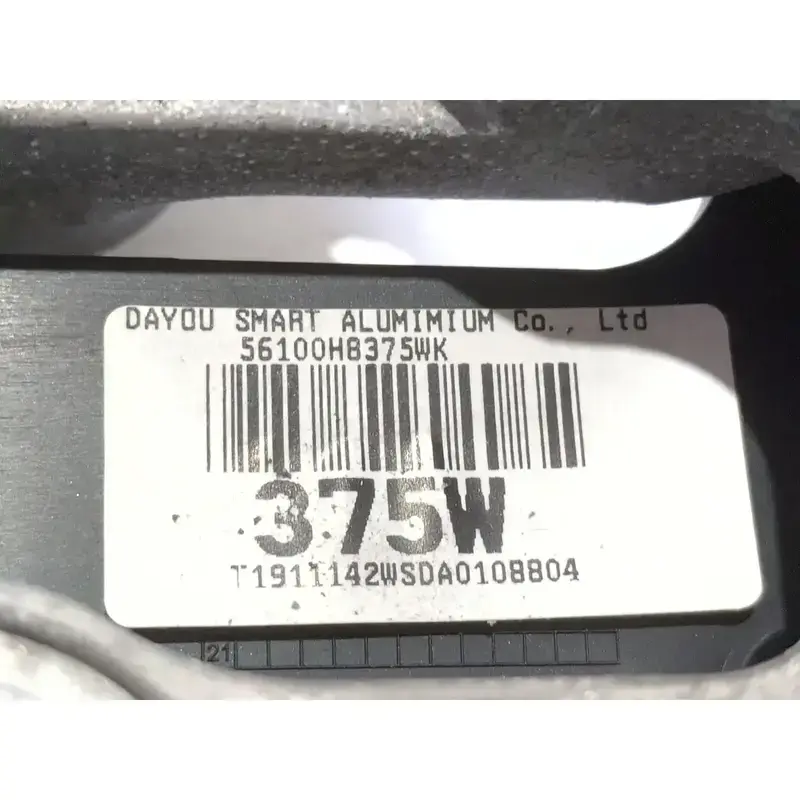 DAYOU SMART ALUMIMIUM Co., Ltd
56100H8375WK
375W
T1911142WSDA0108804
21